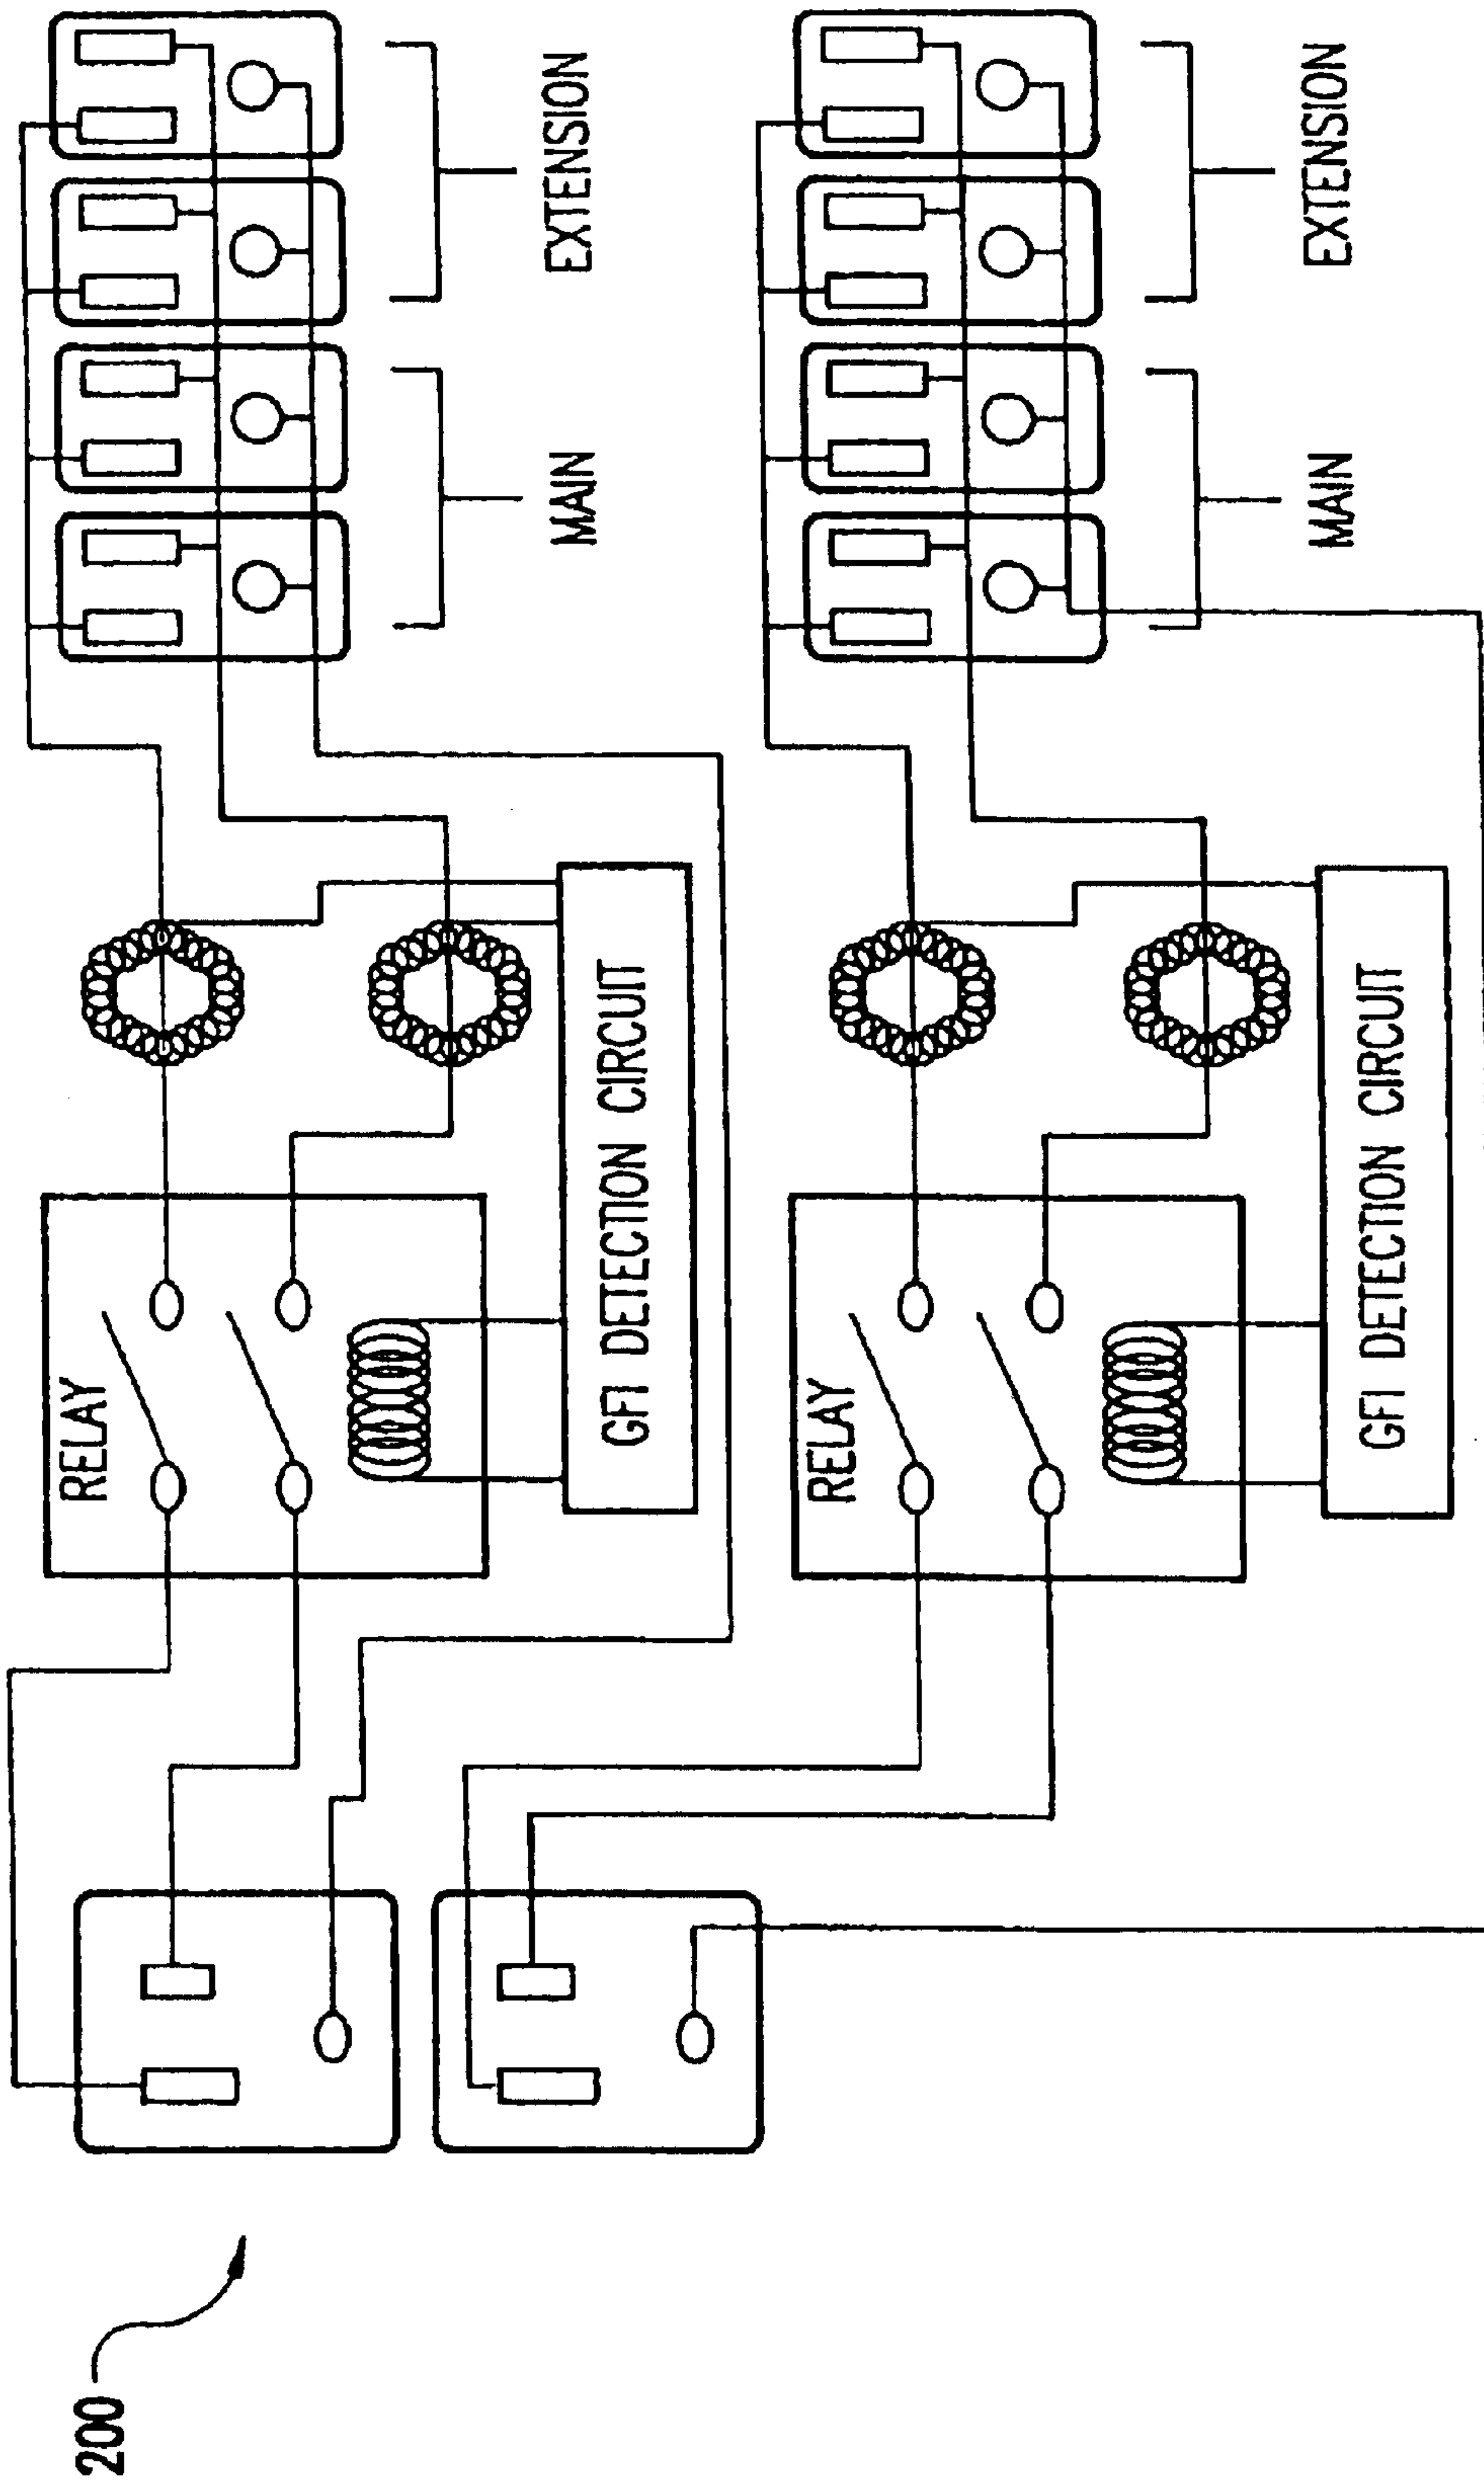 200
RELAY
GFI DETECTION CIRCUIT
MAIN
EXTENSION
RELAY
GFI DETECTION CIRCUIT
MAIN
EXTENSION